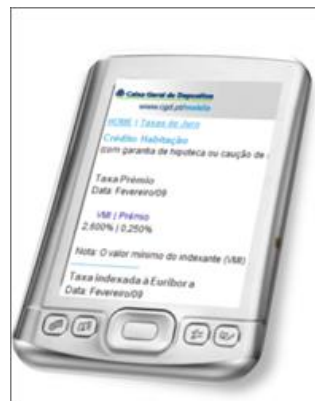 Caixa Geral de Depositos
www.cgd.pt/mobile
HOME | Taxas de Juro
Crédito Habitação
com garantia de hipoteca ou caução de
Taxa Prémio
Data: Fevereiro/09
VMI | Prémio
2,600% | 0,250%
Nota: O valor mínimo do indexante (VMI)
Taxa indexada à Euribor a
Data: Fevereiro/09